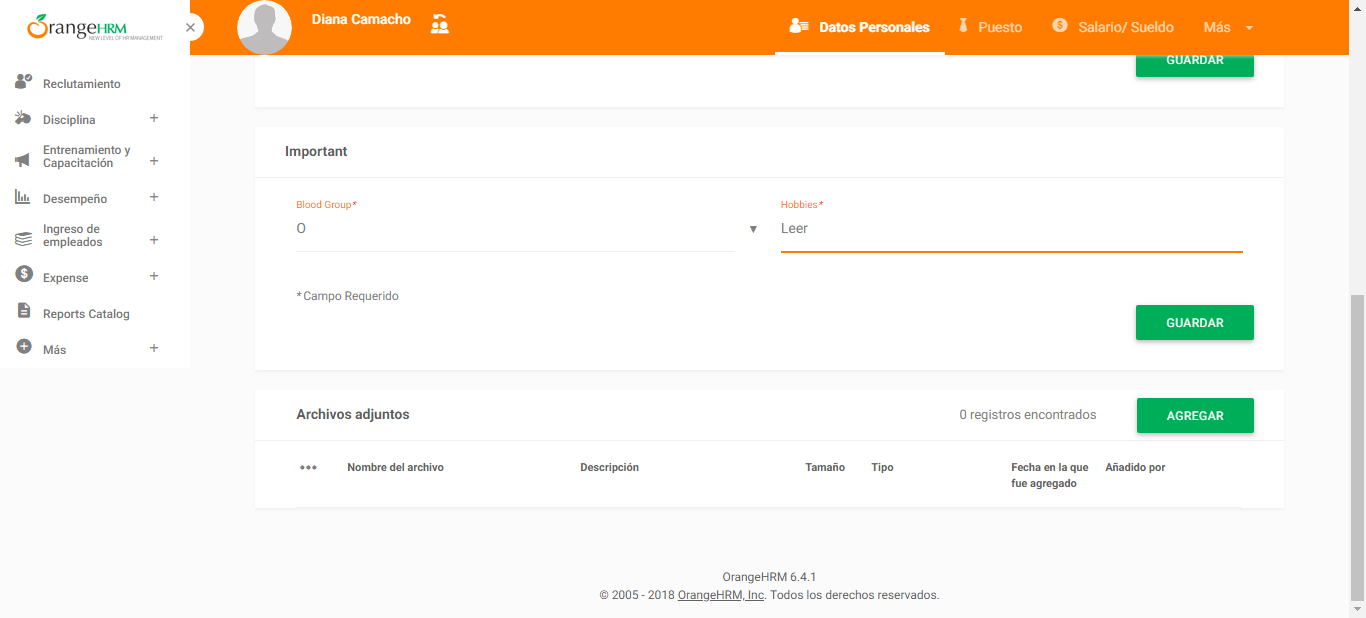 OrangeHRM
NEW LEVEL OF HR MANAGEMENT
Diana Camacho
Datos Personales
Puesto
Salario/ Sueldo
Más
Reclutamiento
Disciplina
Entrenamiento y
Capacitación
Desempeño
Ingreso de
empleados
Expense
Reports Catalog
Más
GUARDAR
Important
Blood Group*
O
Hobbies*
Leer
* Campo Requerido
GUARDAR
Archivos adjuntos
0 registros encontrados
AGREGAR
Nombre del archivo
Descripción
Tamaño
Tipo
Fecha en la que
fue agregado
Añadido por
OrangeHRM 6.4.1
© 2005 - 2018 OrangeHRM, Inc. Todos los derechos reservados.